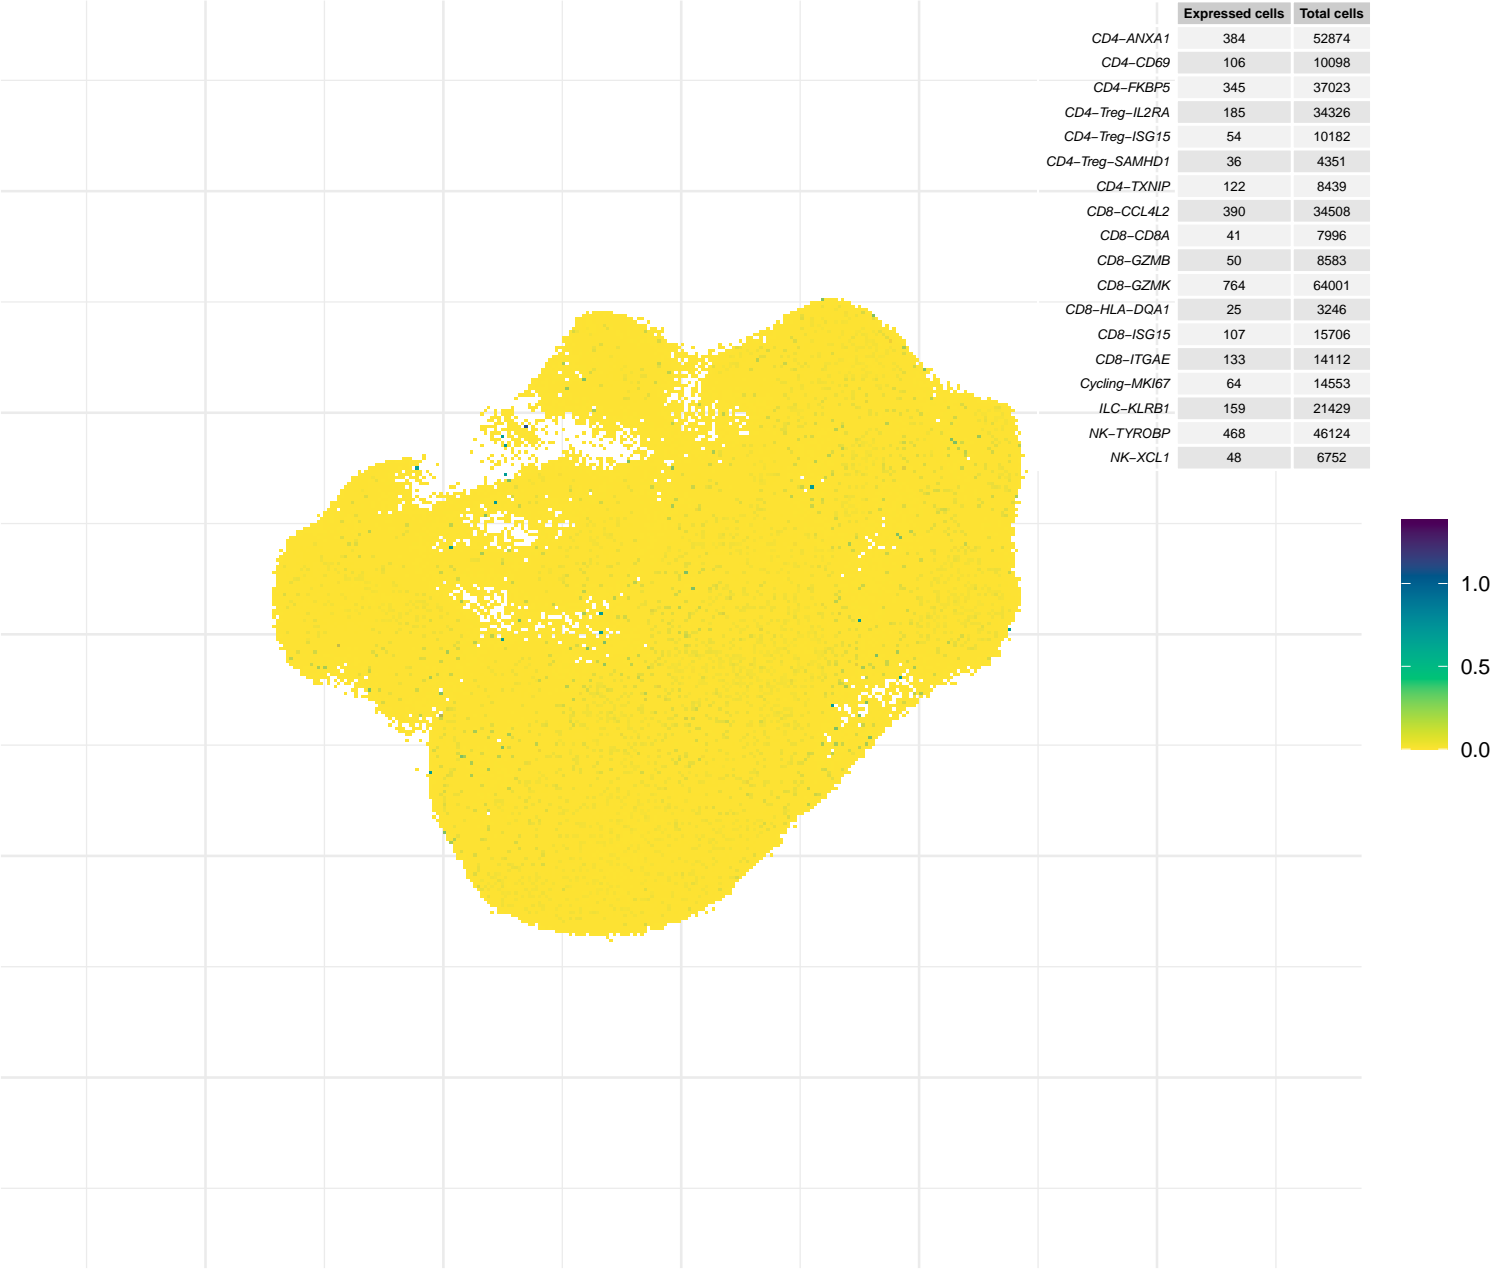 Expressed cells Total cells
CD4−ANXA1 384 52874
CD4−CD69 106 10098
CD4−FKBP5 345 37023
CD4−Treg−IL2RA 185 34326
CD4−Treg−ISG15 54 10182
CD4−Treg−SAMHD1 36 4351
CD4−TXNIP 122 8439
CD8−CCL4L2 390 34508
CD8−CD8A 41 7996
CD8−GZMB 50 8583
CD8−GZMK 764 64001
CD8−HLA−DQA1 25 3246
CD8−ISG15 107 15706
CD8−ITGAE 133 14112
Cycling−MKI67 64 14553
ILC−KLRB1 159 21429
NK−TYROBP 468 46124
NK−XCL1 48 6752
1.0
0.5
0.0